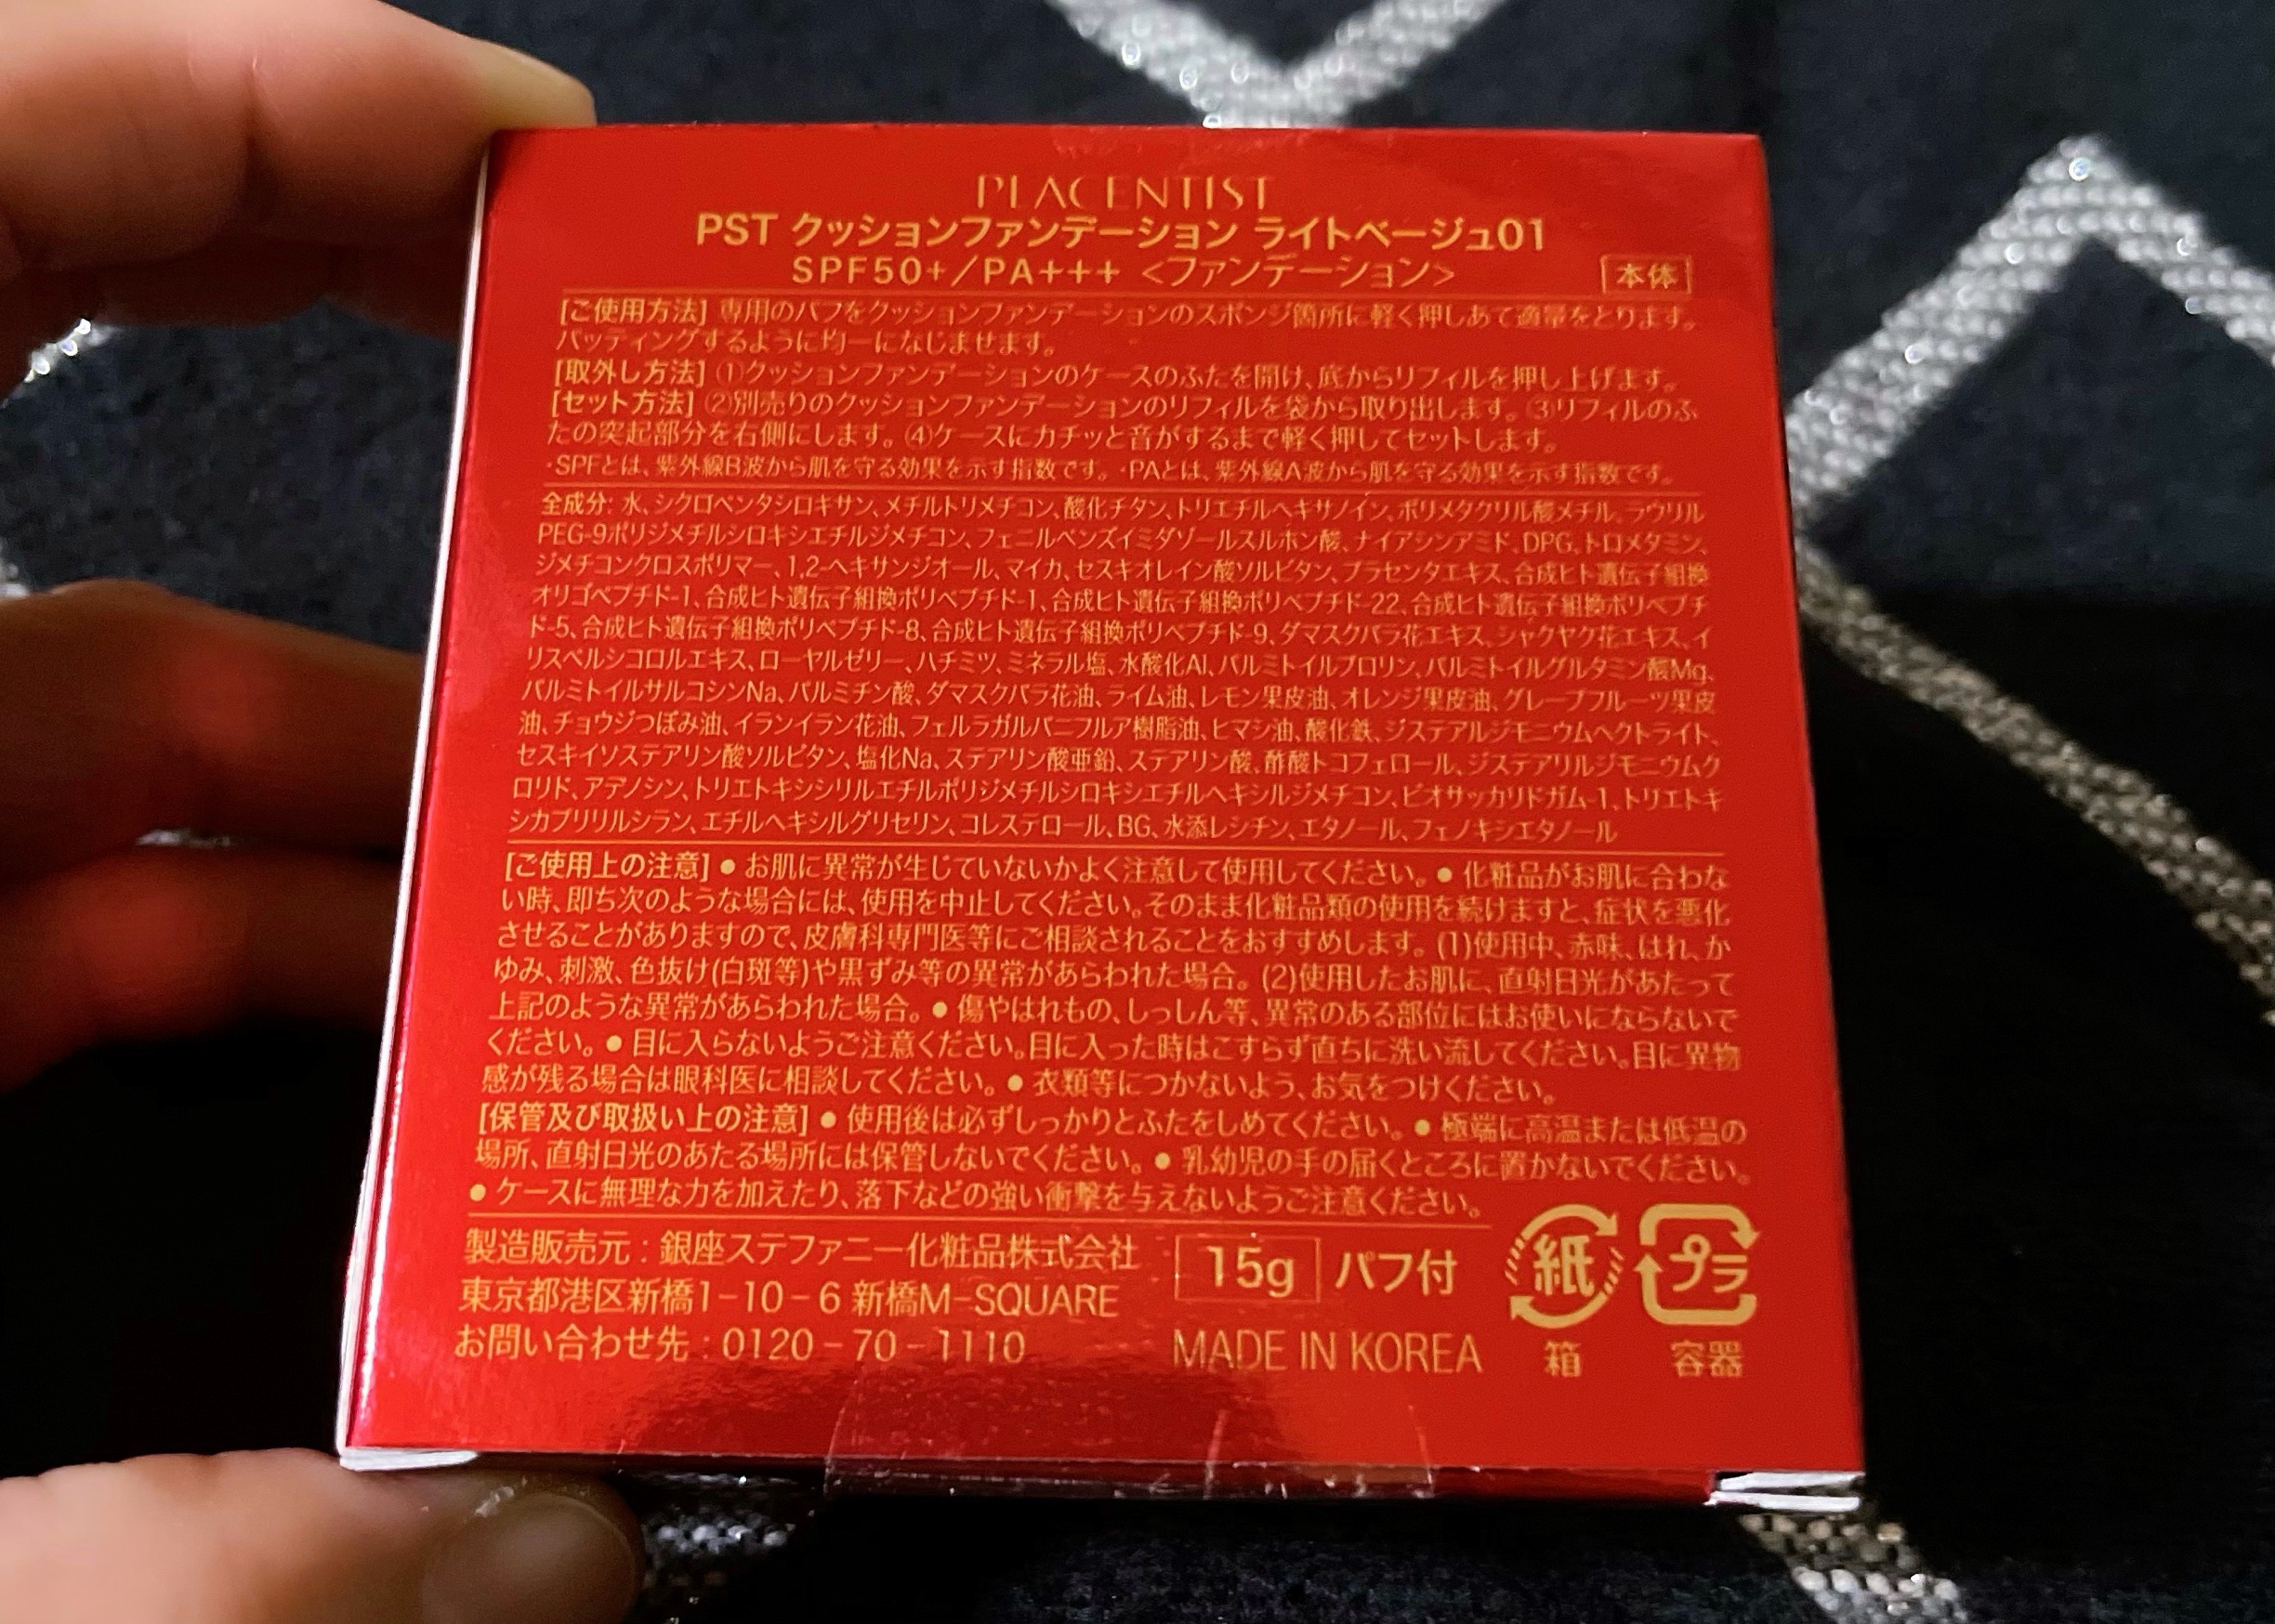 PLACENTIST
PST クッションファンデーション ライトベージュ01
SPF50+/PA+++ <ファンデーション> 本体
[ご使用方法] 専用のパフをクッションファンデーションのスポンジ箇所に軽く押しあて適量をとります。
パッティングするように均一になじませます。
[取外し方法] ①クッションファンデーションのケースのふたを開け、底からリフィルを押し上げます。
[セット方法] ②別売りのクッションファンデーションのリフィルを袋から取り出します。③リフィルのふ
たの突起部分を右側にします。④ケースにカチッと音がするまで軽く押してセットします。
・SPFとは、紫外線B波から肌を守る効果を示す指数です。・PAとは、紫外線A波から肌を守る効果を示す指数です。
全成分: 水、シクロペンタシロキサン、メチルトリメチコン、酸化チタン、トリエチルヘキサノイン、ポリメタクリル酸メチル、ラウリル
PEG-9ポリジメチルシロキシエチルジメチコン、フェニルベンズイミダゾールスルホン酸、ナイアシンアミド、DPG、トロメタミン、
ジメチコンクロスポリマー、1,2-ヘキサンジオール、マイカ、セスキオレイン酸ソルビタン、プラセンタエキス、合成ヒト遺伝子組換
オリゴペプチド-1、合成ヒト遺伝子組換ポリペプチド-1、合成ヒト遺伝子組換ポリペプチド-22、合成ヒト遺伝子組換ポリペプチ
ド-5、合成ヒト遺伝子組換ポリペプチド-8、合成ヒト遺伝子組換ポリペプチド-9、ダマスクバラ花エキス、シャクヤク花エキス、イ
リスベルシコロルエキス、ローヤルゼリー、ハチミツ、ミネラル塩、水酸化Al、パルミトイルプロリン、パルミトイルグルタミン酸Mg、
パルミトイルサルコシンNa、パルミチン酸、ダマスクバラ花油、ライム油、レモン果皮油、オレンジ果皮油、グレープフルーツ果皮
油、チョウジつぼみ油、イランイラン花油、フェルラガルバニフルア樹脂油、ヒマシ油、酸化鉄、ジステアルジモニウムヘクトライト、
セスキイソステアリン酸ソルビタン、塩化Na、ステアリン酸亜鉛、ステアリン酸、酢酸トコフェロール、ジステアリルジモニウムク
ロリド、アデノシン、トリエトキシシリルエチルポリジメチルシロキシエチルヘキシルジメチコン、ビオサッカリドガム-1、トリエトキ
シカプリリルシラン、エチルヘキシルグリセリン、コレステロール、BG、水添レシチン、エタノール、フェノキシエタノール
[ご使用上の注意] ● お肌に異常が生じていないかよく注意して使用してください。● 化粧品がお肌に合わな
い時、即ち次のような場合には、使用を中止してください。そのまま化粧品類の使用を続けますと、症状を悪化
させることがありますので、皮膚科専門医等にご相談されることをおすすめします。(1)使用中、赤味、はれ、か
ゆみ、刺激、色抜け(白斑等)や黒ずみ等の異常があらわれた場合。(2)使用したお肌に、直射日光があたって
上記のような異常があらわれた場合。● 傷やはれもの、しっしん等、異常のある部位にはお使いにならないで
ください。● 目に入らないようご注意ください。目に入った時はこすらず直ちに洗い流してください。目に異物
感が残る場合は眼科医に相談してください。● 衣類等につかないよう、お気をつけください。
[保管及び取扱い上の注意] ● 使用後は必ずしっかりとふたをしめてください。● 極端に高温または低温の
場所、直射日光のあたる場所には保管しないでください。● 乳幼児の手の届くところに置かないでください。
● ケースに無理な力を加えたり、落下などの強い衝撃を与えないようご注意ください。
製造販売元:銀座ステファニー化粧品株式会社
東京都港区新橋1-10-6 新橋M-SQUARE
お問い合わせ先:0120-70-1110
15g パフ付
MADE IN KOREA
紙 プラ
箱 容器